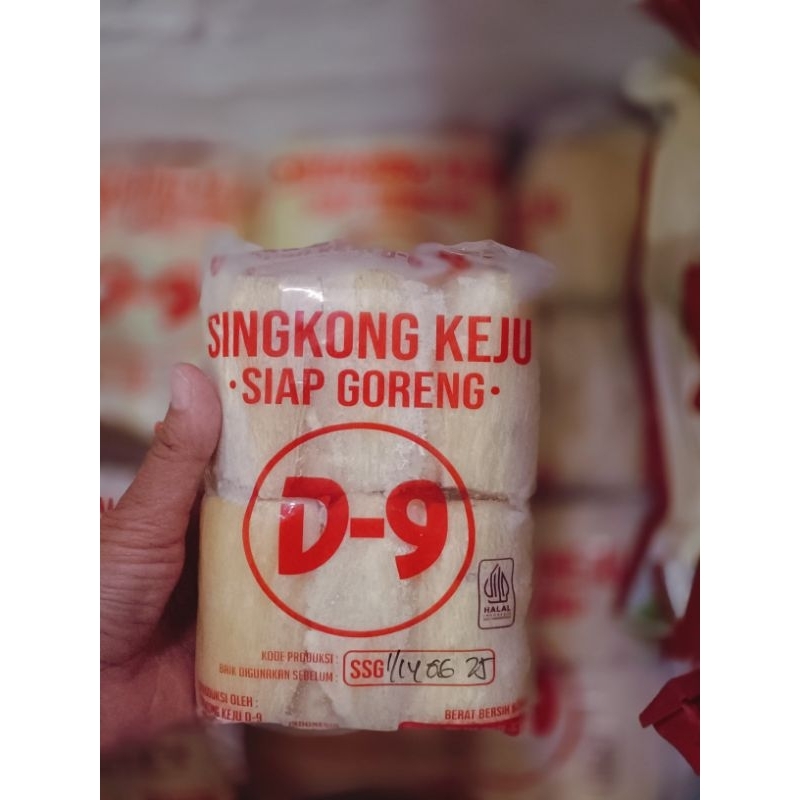 SINGKONG KEJU
·SIAP GORENG·
D-9
HALAL
INDONESIA
KODE PRODUKSI :
BAIK DIGUNAKAN SEBELUM :
SSG 1/14 06 25
KEJU D-9
BERAT BERSIH